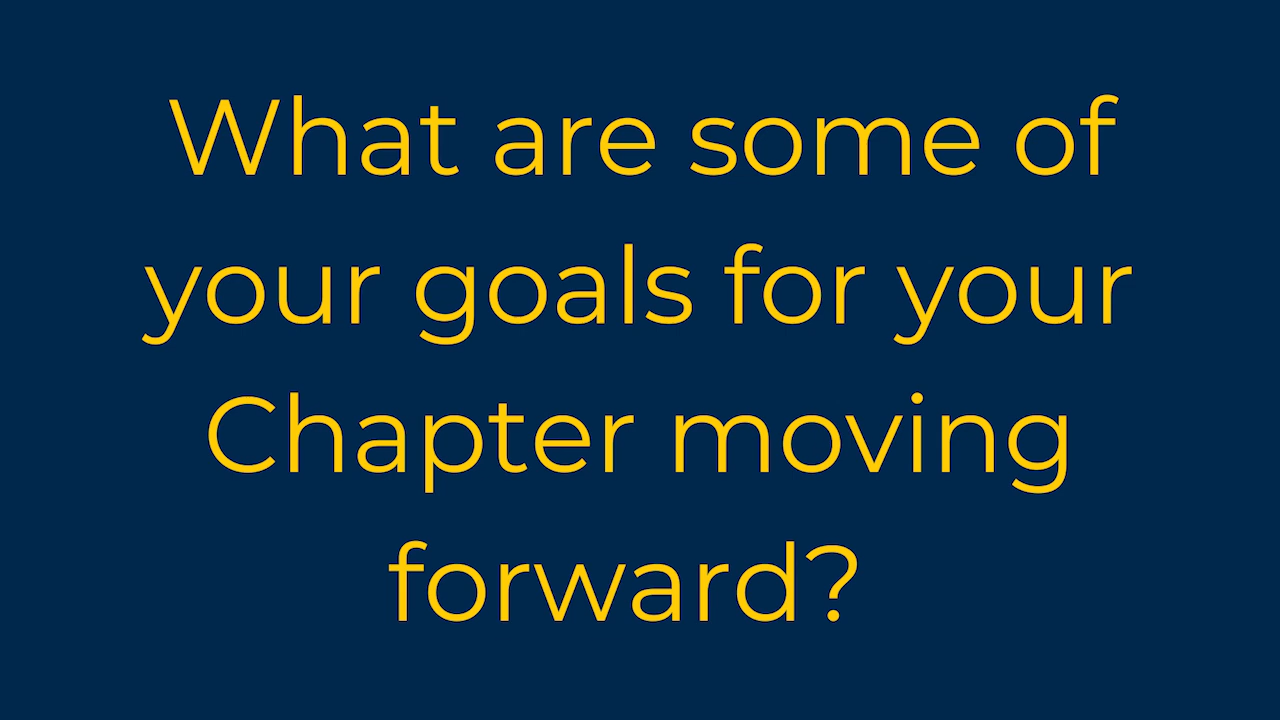 What are some of
your goals for your
Chapter moving
forward?